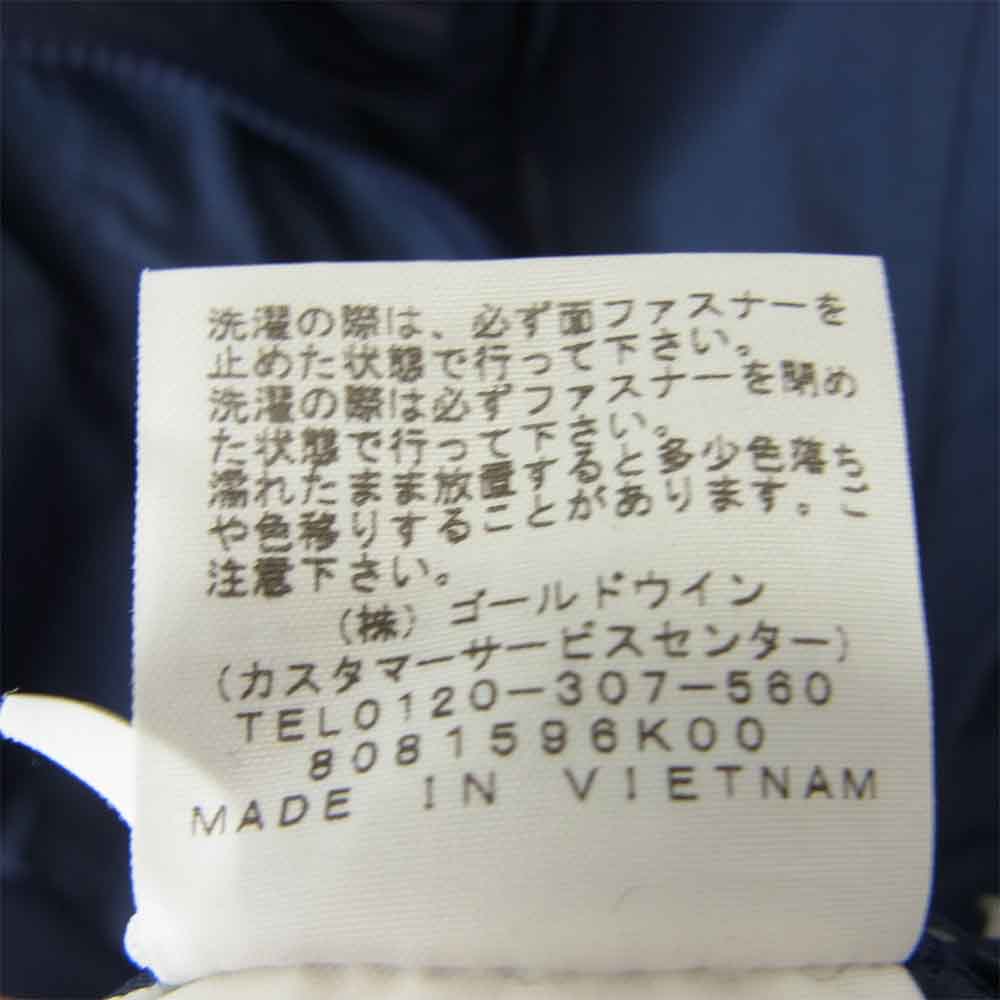 洗濯の際は、必ず面ファスナーを
止めた状態で行って下さい。
洗濯の際は必ずファスナーを閉め
た状態で行って下さい。
濡れたまま放置すると多少色落ち
や色移りすることがあります。ご
注意下さい。
(株)ゴールドウイン
(カスタマーサービスセンター)
TEL0120-307-560
8081596K00
MADE IN VIETNAM